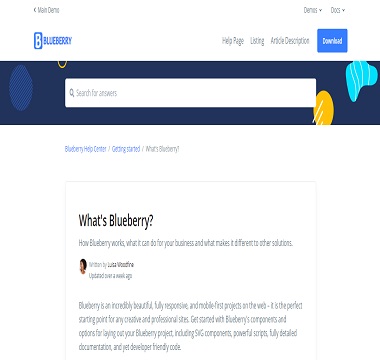 Main Demo Demos Docs
BLUEBERRY Help Page Listing Article Description Download
Search for answers
Blueberry Help Center / Getting started / What's Blueberry?
What's Blueberry?
How Blueberry works, what it can do for your business and what makes it different to other solutions.
Written by Luisa Woodfine
Updated over a week ago
Blueberry is an incredibly beautiful, fully responsive, and mobile-first projects on the web – it is the perfect
starting point for any creative and professional sites. Get started with Blueberry's components and
options for laying out your Blueberry project, including SVG components, powerful scripts, fully detailed
documentation, and yet developer friendly code.